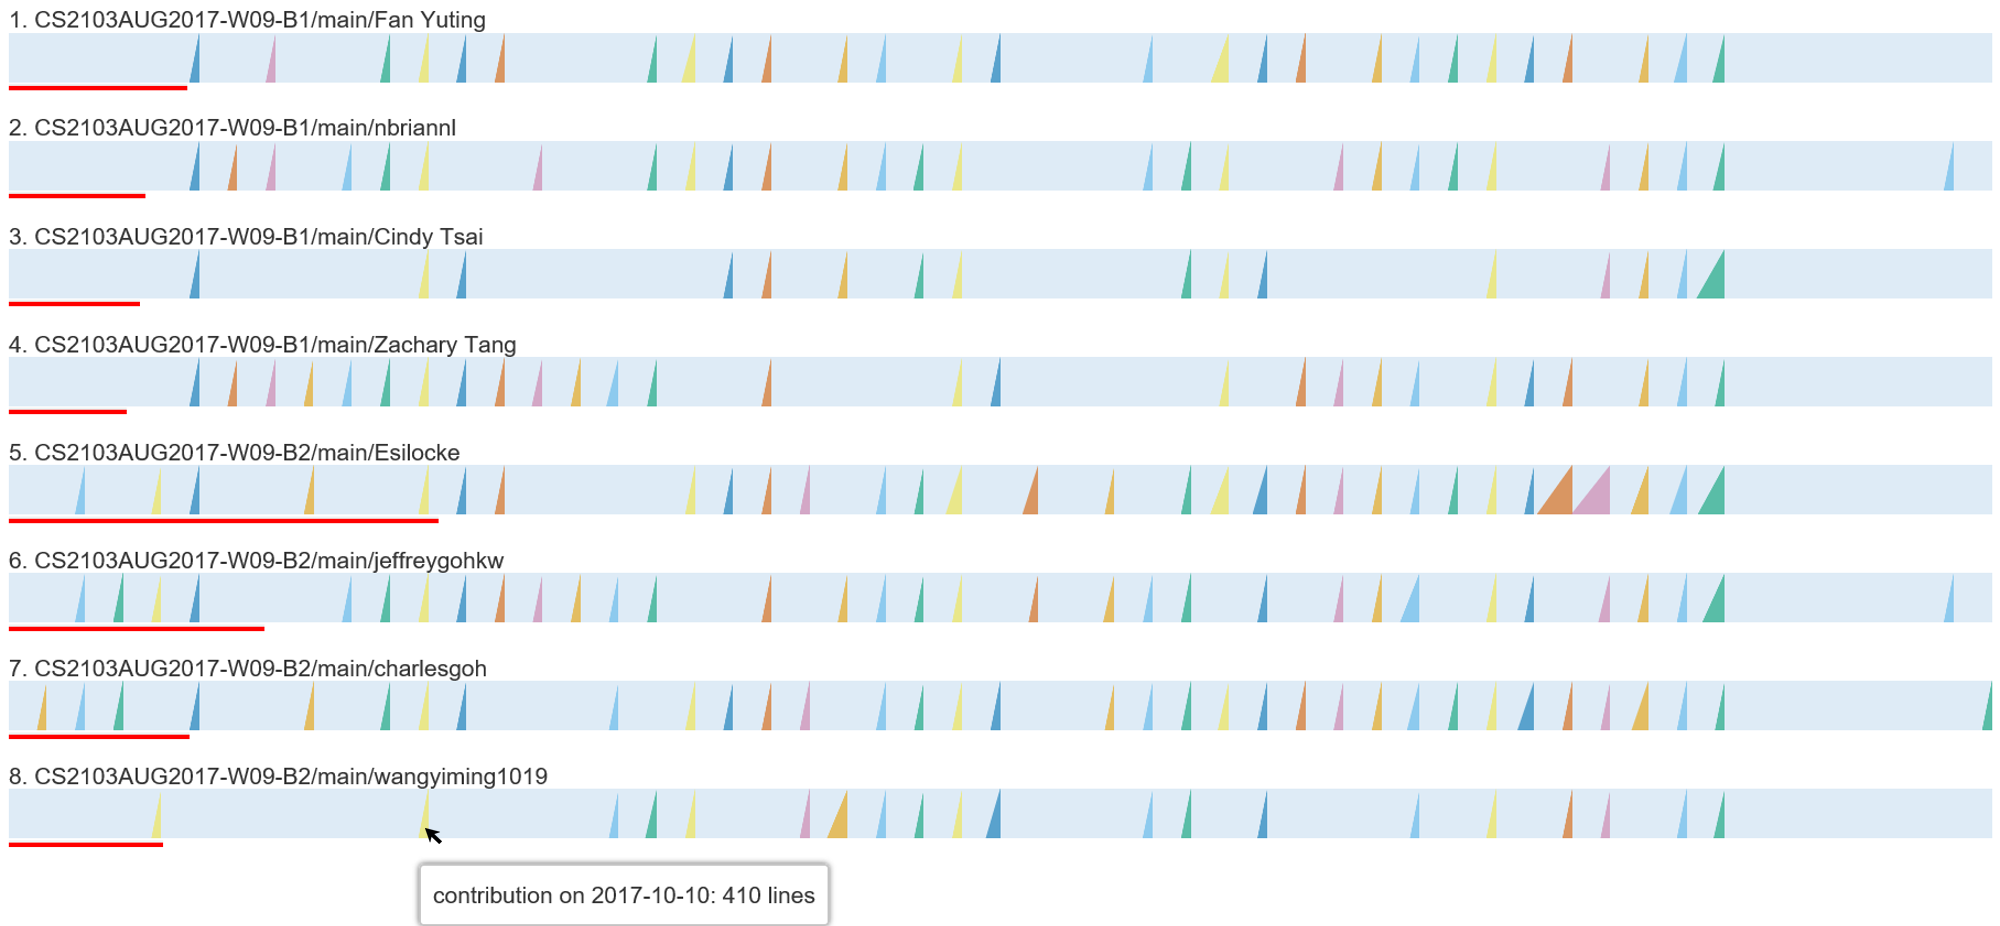 1. CS2103AUG2017-W09-B1/main/Fan Yuting
2. CS2103AUG2017-W09-B1/main/nbriannl
3. CS2103AUG2017-W09-B1/main/Cindy Tsai
4. CS2103AUG2017-W09-B1/main/Zachary Tang
5. CS2103AUG2017-W09-B2/main/Esilocke
6. CS2103AUG2017-W09-B2/main/jeffreygohkw
7. CS2103AUG2017-W09-B2/main/charlesgoh
8. CS2103AUG2017-W09-B2/main/wangyiming1019
contribution on 2017-10-10: 410 lines